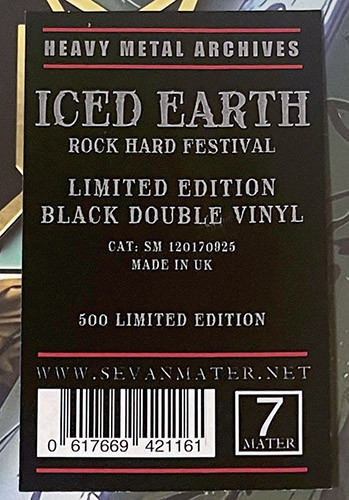 HEAVY METAL ARCHIVES
ICED EARTH
ROCK HARD FESTIVAL
LIMITED EDITION
BLACK DOUBLE VINYL
CAT: SM 120170925
MADE IN UK
500 LIMITED EDITION
WWW.SEVANMATER.NET
0 617669 421161
7
MATER